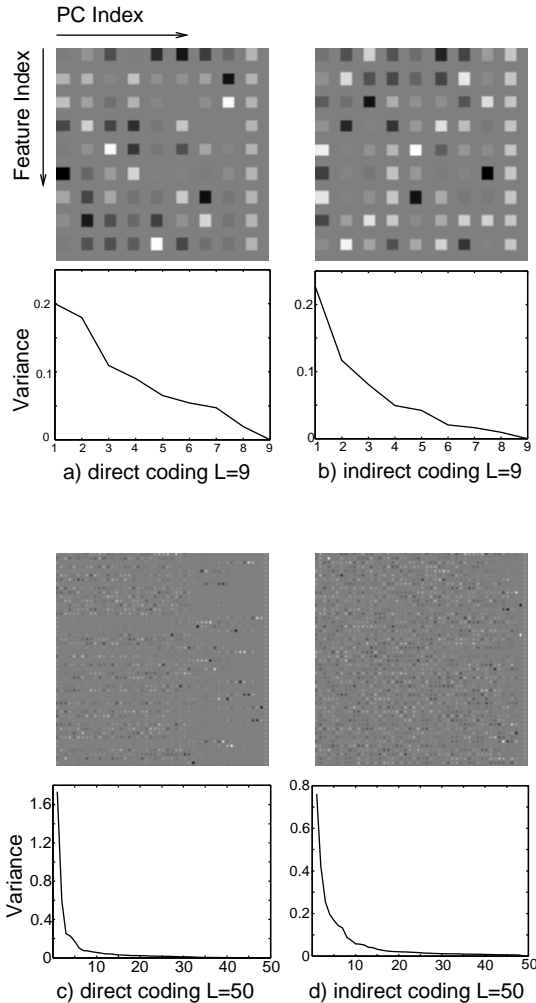 PC Index
Feature Index
Variance
0.2
0.1
0
1 2 3 4 5 6 7 8 9
a) direct coding L=9
0.2
0.1
0
1 2 3 4 5 6 7 8 9
b) indirect coding L=9
Variance
1.6
1.2
0.8
0.4
0
10 20 30 40 50
c) direct coding L=50
0.8
0.6
0.4
0.2
0
10 20 30 40 50
d) indirect coding L=50